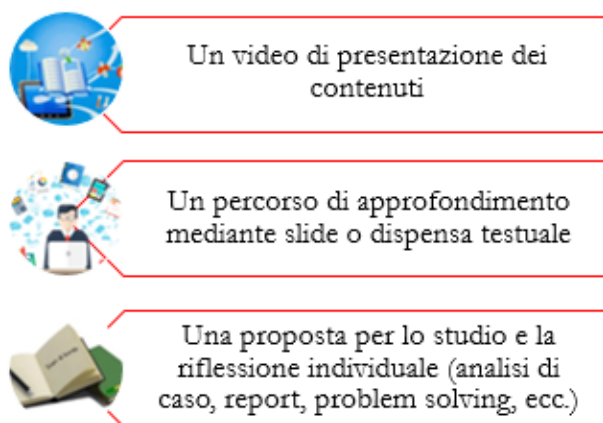 Un video di presentazione dei
contenuti
Un percorso di approfondimento
mediante slide o dispensa testuale
Una proposta per lo studio e la
riflessione individuale (analisi di
caso, report, problem solving, ecc.)